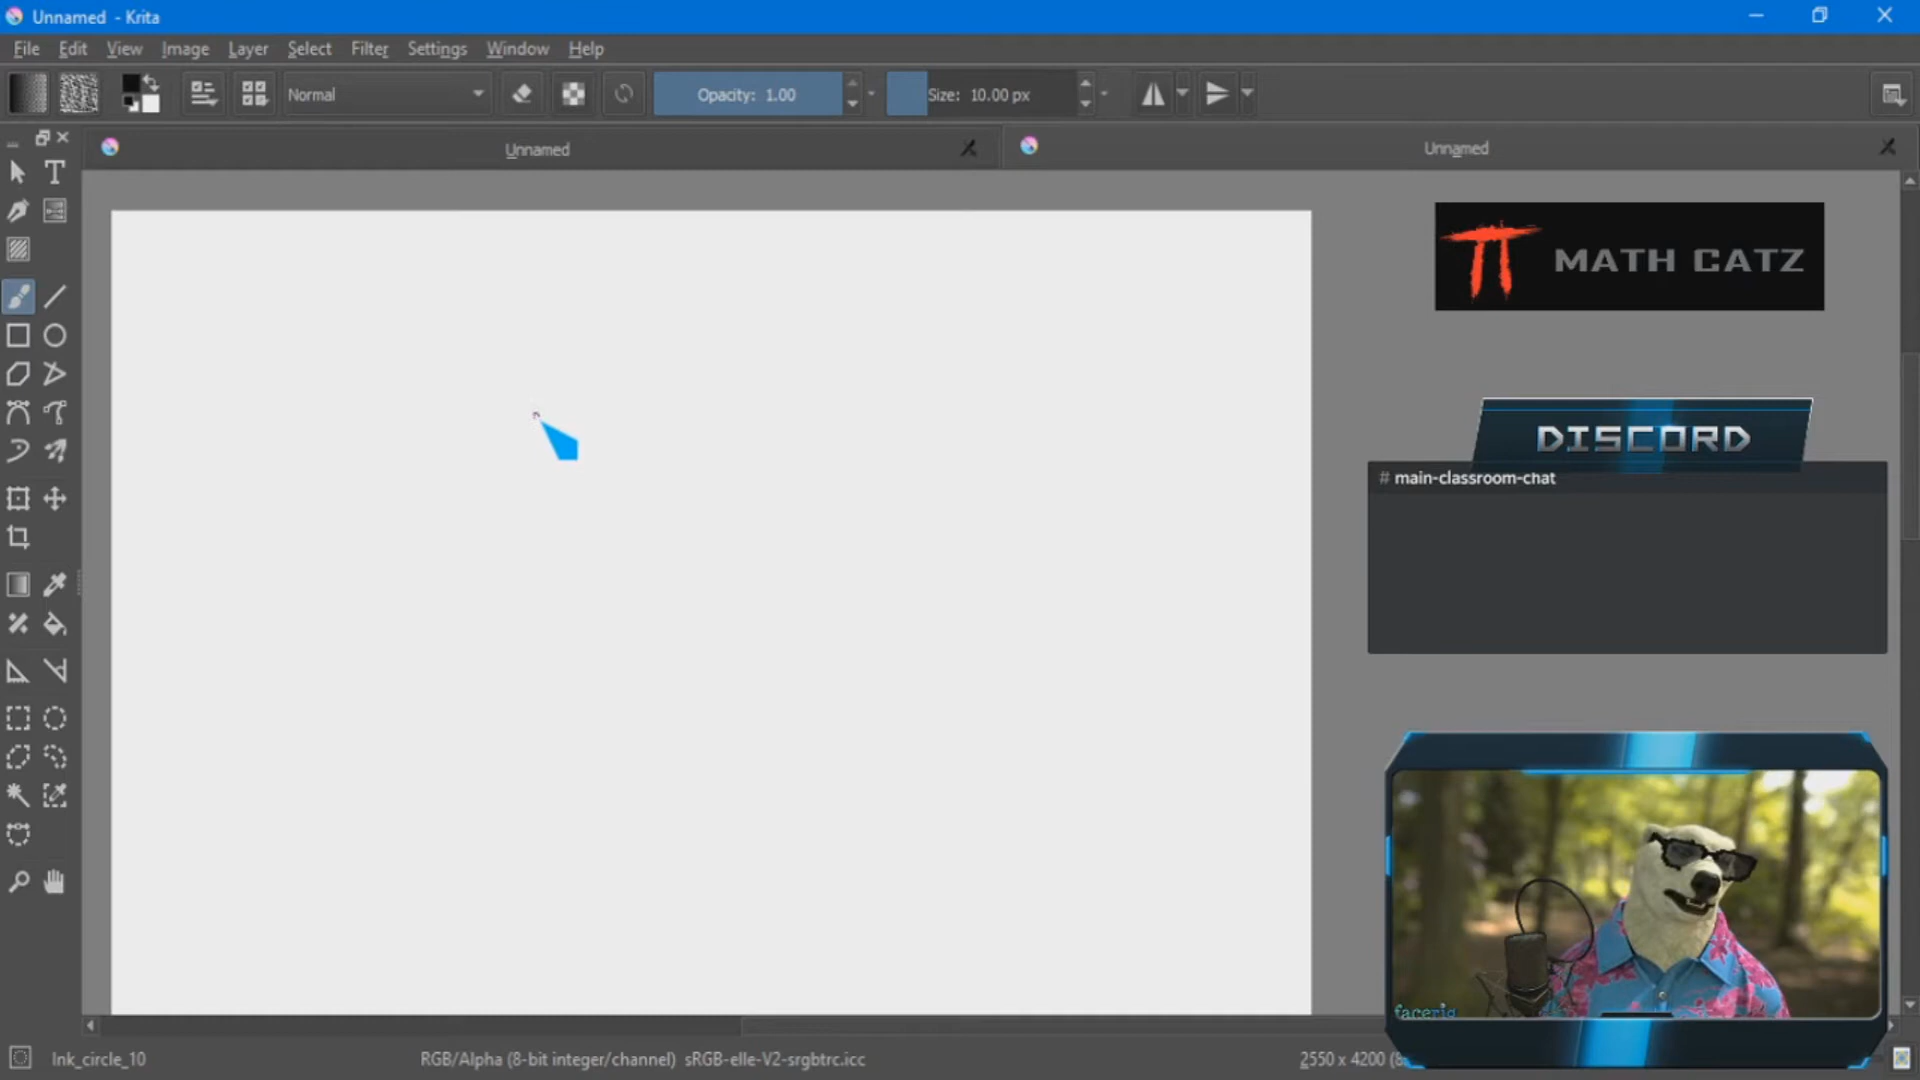 Unnamed - Krita
File Edit View Image Layer Select Filter Settings Window Help
Normal Opacity: 1.00 Size: 10.00 px
Unnamed Unnamed
MATH CATZ
DISCORD
# main-classroom-chat
facerig
Ink_circle_10 RGB/Alpha (8-bit integer/channel) sRGB-elle-V2-srgbtrc.icc 2550 x 4200